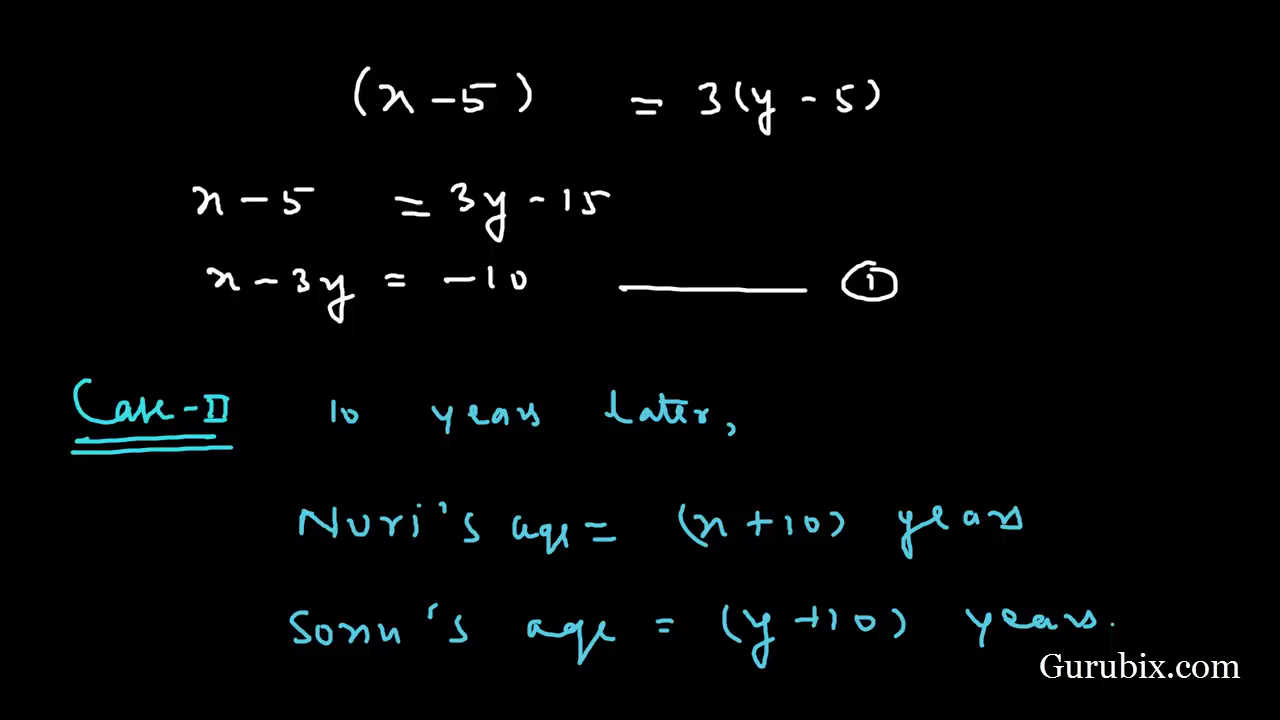 (x - 5) = 3(y - 5)
x - 5 = 3y - 15
x - 3y = -10 ——— ①
Case-II 10 years later,
Nuri's age = (x + 10) years
Sonu's age = (y + 10) years.
Gurubix.com